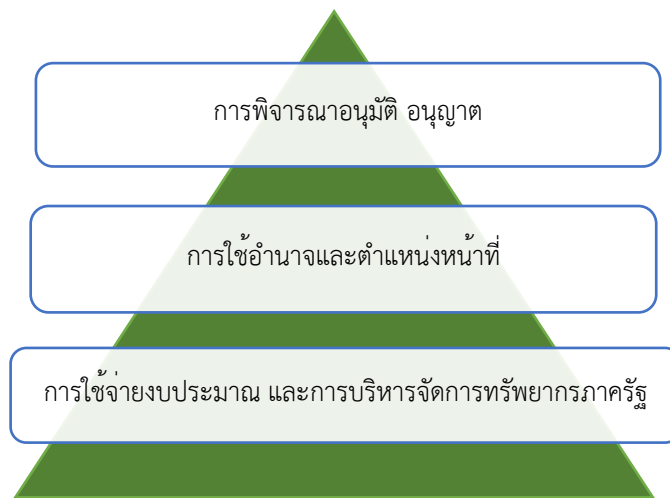 การพิจารณาอนุมัติ อนุญาต
การใช้อำนาจและตำแหน่งหน้าที่
การใช้จ่ายงบประมาณ และการบริหารจัดการทรัพยากรภาครัฐ